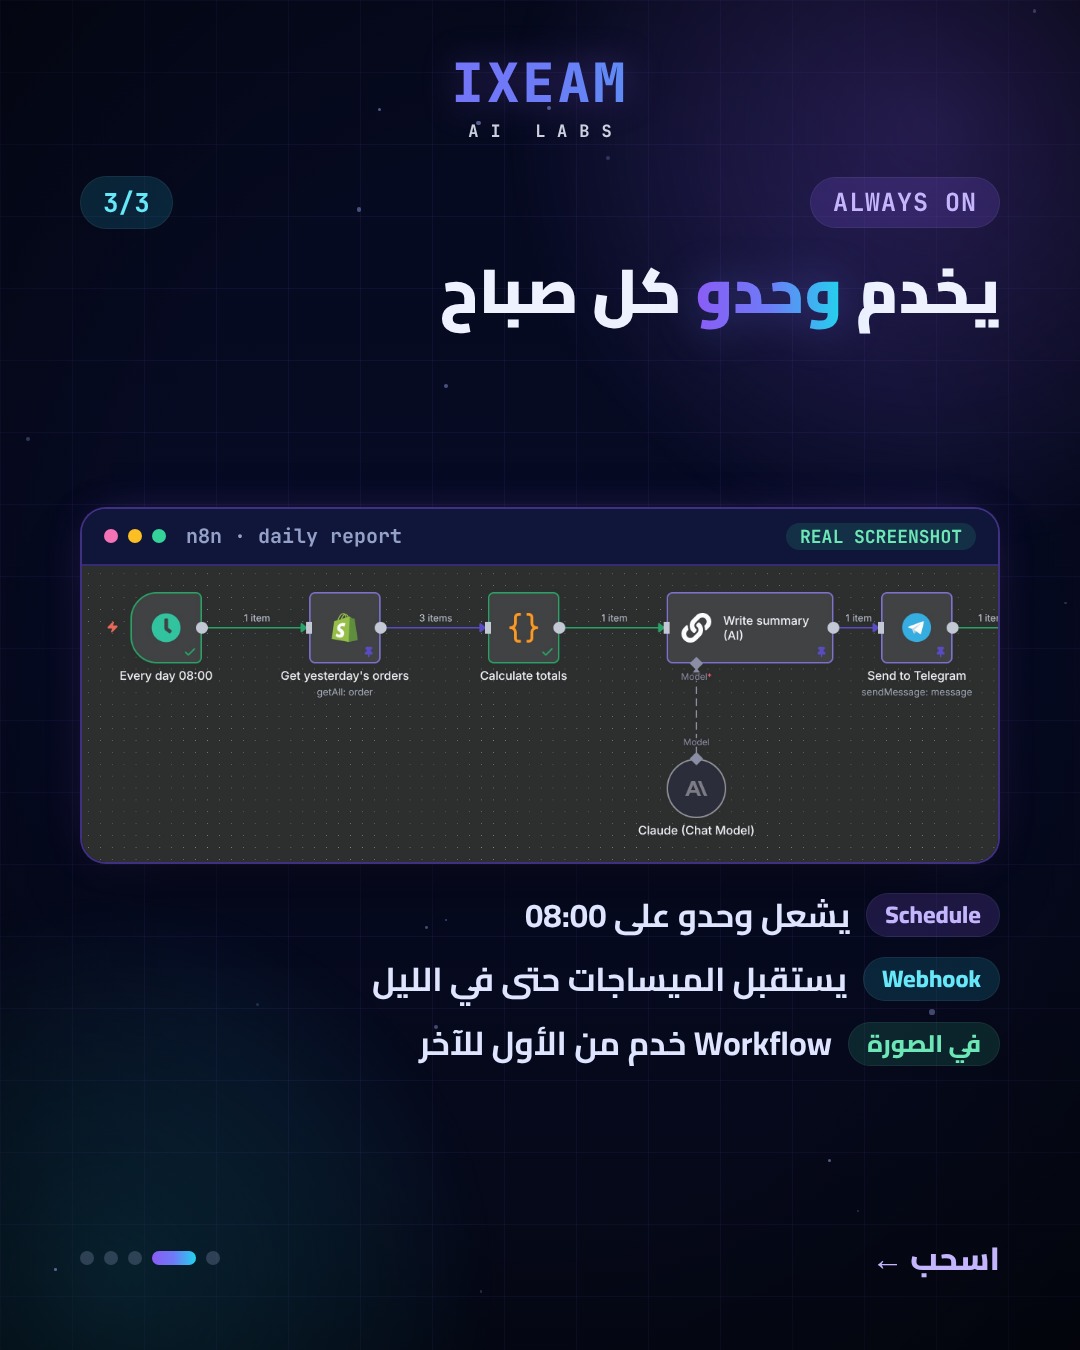 IXEAM
AI LABS
3/3
ALWAYS ON
يخدم وحدو كل صباح
n8n · daily report
REAL SCREENSHOT
1 item
3 items
1 item
1 item
Write summary
(AI)
Every day 08:00
Get yesterday's orders
getAll: order
Calculate totals
Model*
Send to Telegram
sendMessage: message
Model
Claude (Chat Model)
Schedule يشعل وحدو على 08:00
Webhook يستقبل الميساجات حتى في الليل
في الصورة Workflow خدم من الأول للآخر
اسحب ←